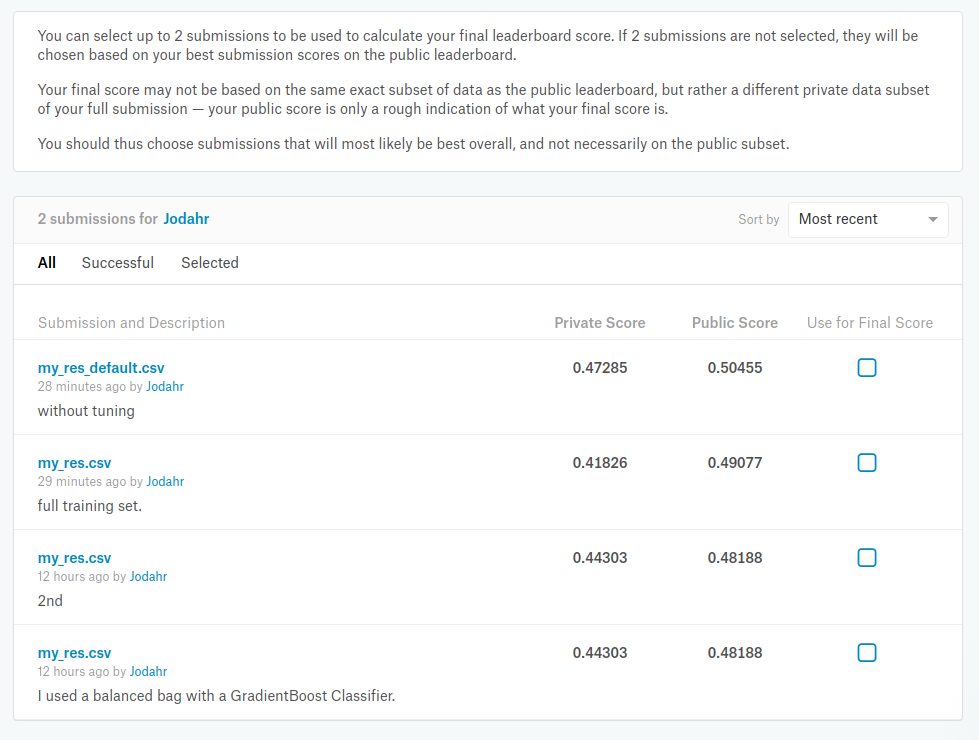 You can select up to 2 submissions to be used to calculate your final leaderboard score. If 2 submissions are not selected, they will be
chosen based on your best submission scores on the public leaderboard.
Your final score may not be based on the same exact subset of data as the public leaderboard, but rather a different private data subset
of your full submission — your public score is only a rough indication of what your final score is.
You should thus choose submissions that will most likely be best overall, and not necessarily on the public subset.
2 submissions for Jodahr Sort by Most recent
All Successful Selected
Submission and Description Private Score Public Score Use for Final Score
my_res_default.csv 0.47285 0.50455
28 minutes ago by Jodahr
without tuning
my_res.csv 0.41826 0.49077
29 minutes ago by Jodahr
full training set.
my_res.csv 0.44303 0.48188
12 hours ago by Jodahr
2nd
my_res.csv 0.44303 0.48188
12 hours ago by Jodahr
I used a balanced bag with a GradientBoost Classifier.